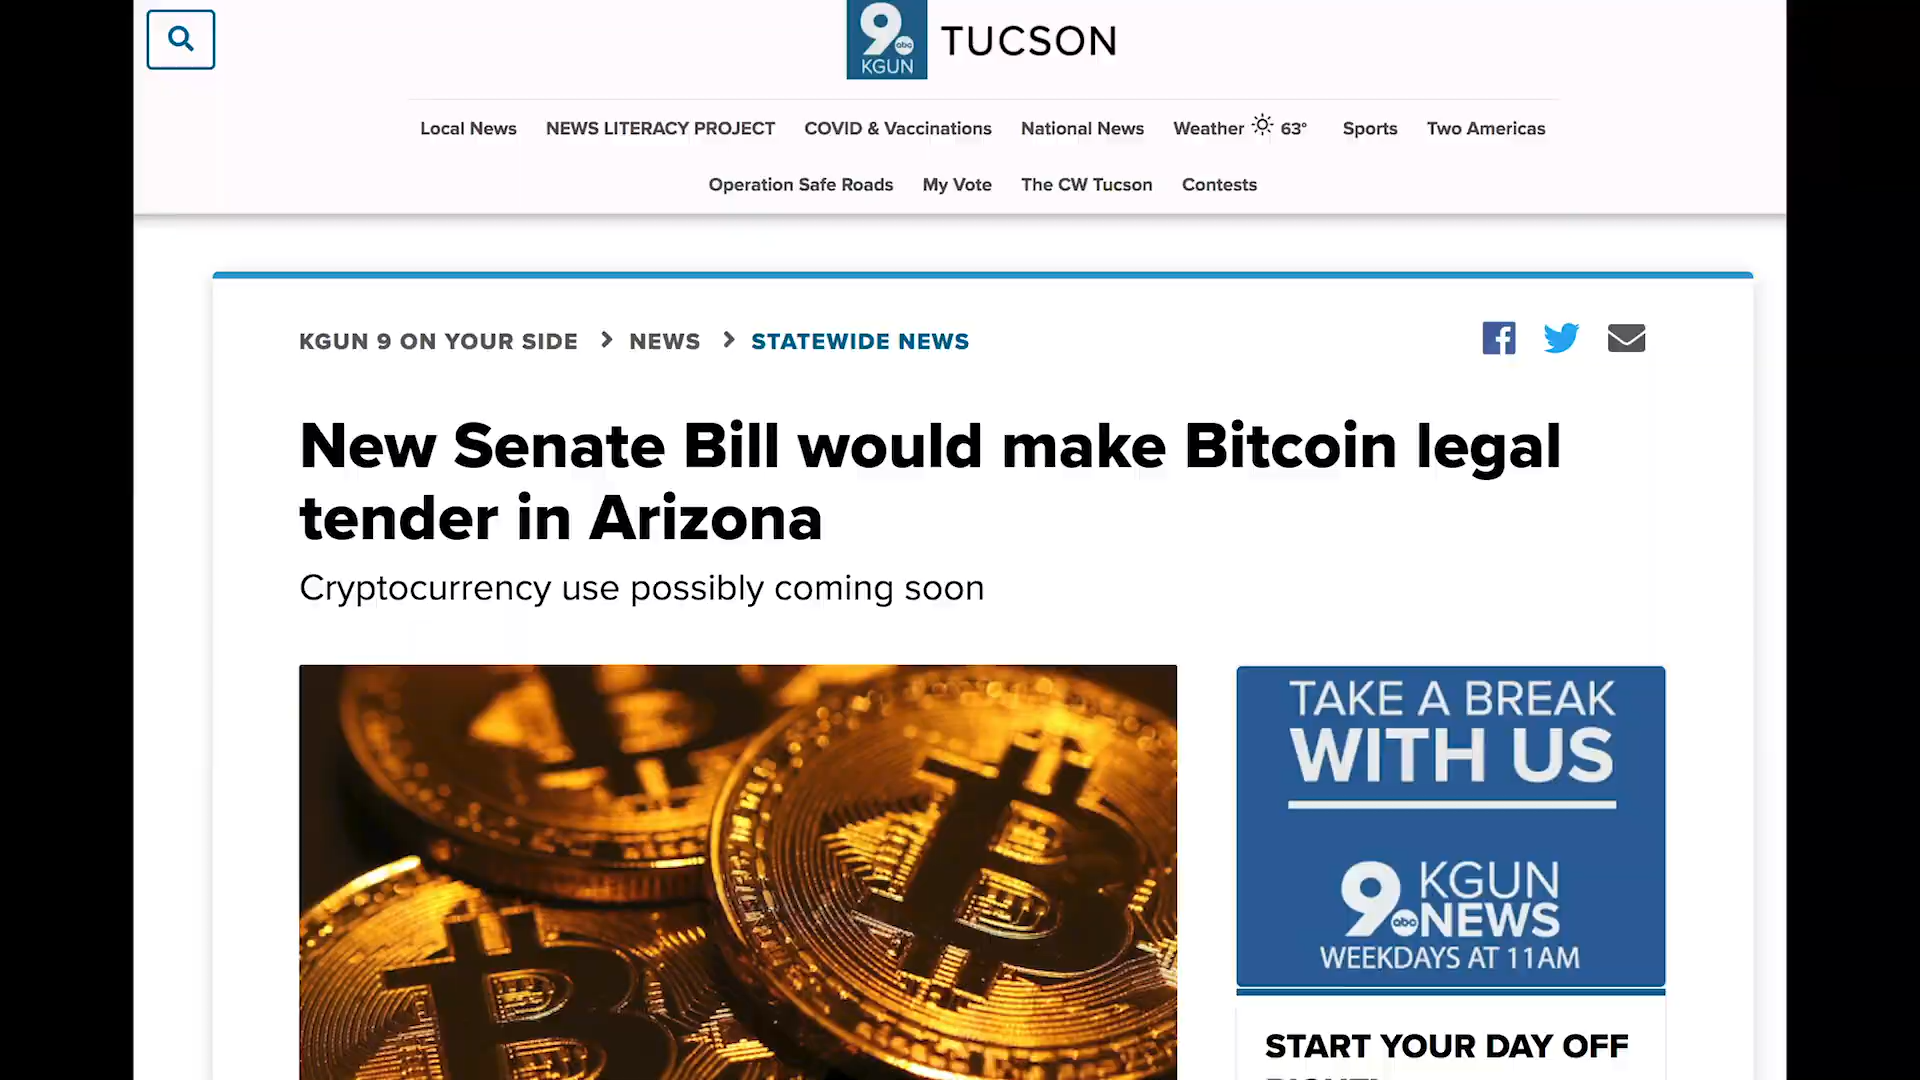 9
abc
KGUN
TUCSON
Local News NEWS LITERACY PROJECT COVID & Vaccinations National News Weather 63° Sports Two Americas
Operation Safe Roads My Vote The CW Tucson Contests
KGUN 9 ON YOUR SIDE > NEWS > STATEWIDE NEWS
New Senate Bill would make Bitcoin legal
tender in Arizona
Cryptocurrency use possibly coming soon
TAKE A BREAK
WITH US
9 abc KGUN
NEWS
WEEKDAYS AT 11AM
START YOUR DAY OFF